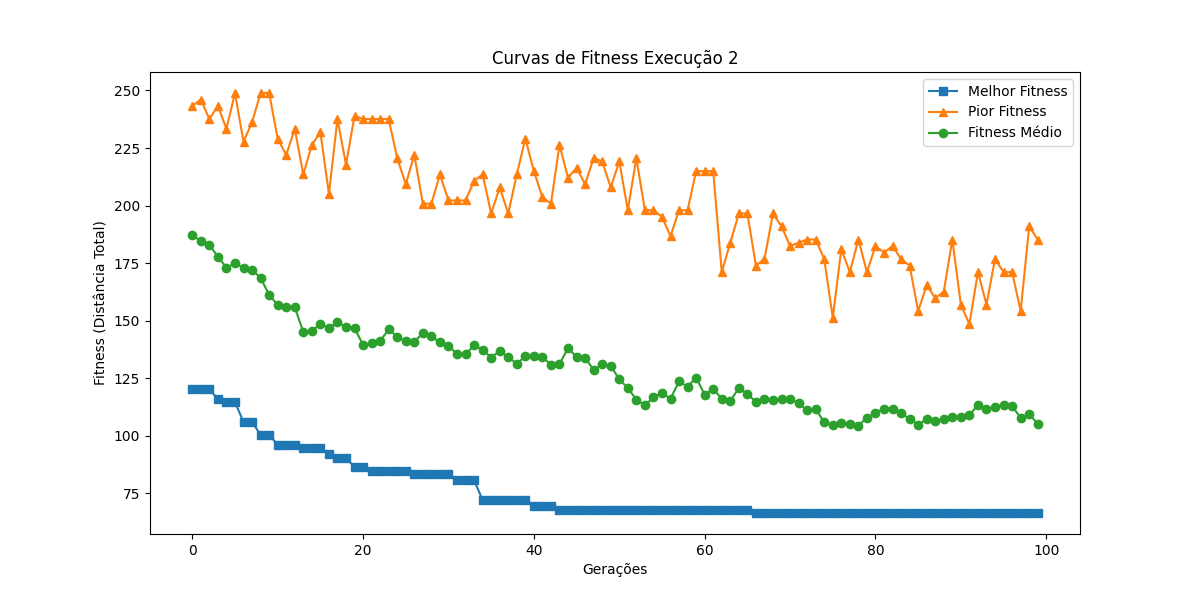 Curvas de Fitness Execução 2
Melhor Fitness
Pior Fitness
Fitness Médio
Fitness (Distância Total)
250
225
200
175
150
125
100
75
0 20 40 60 80 100
Gerações